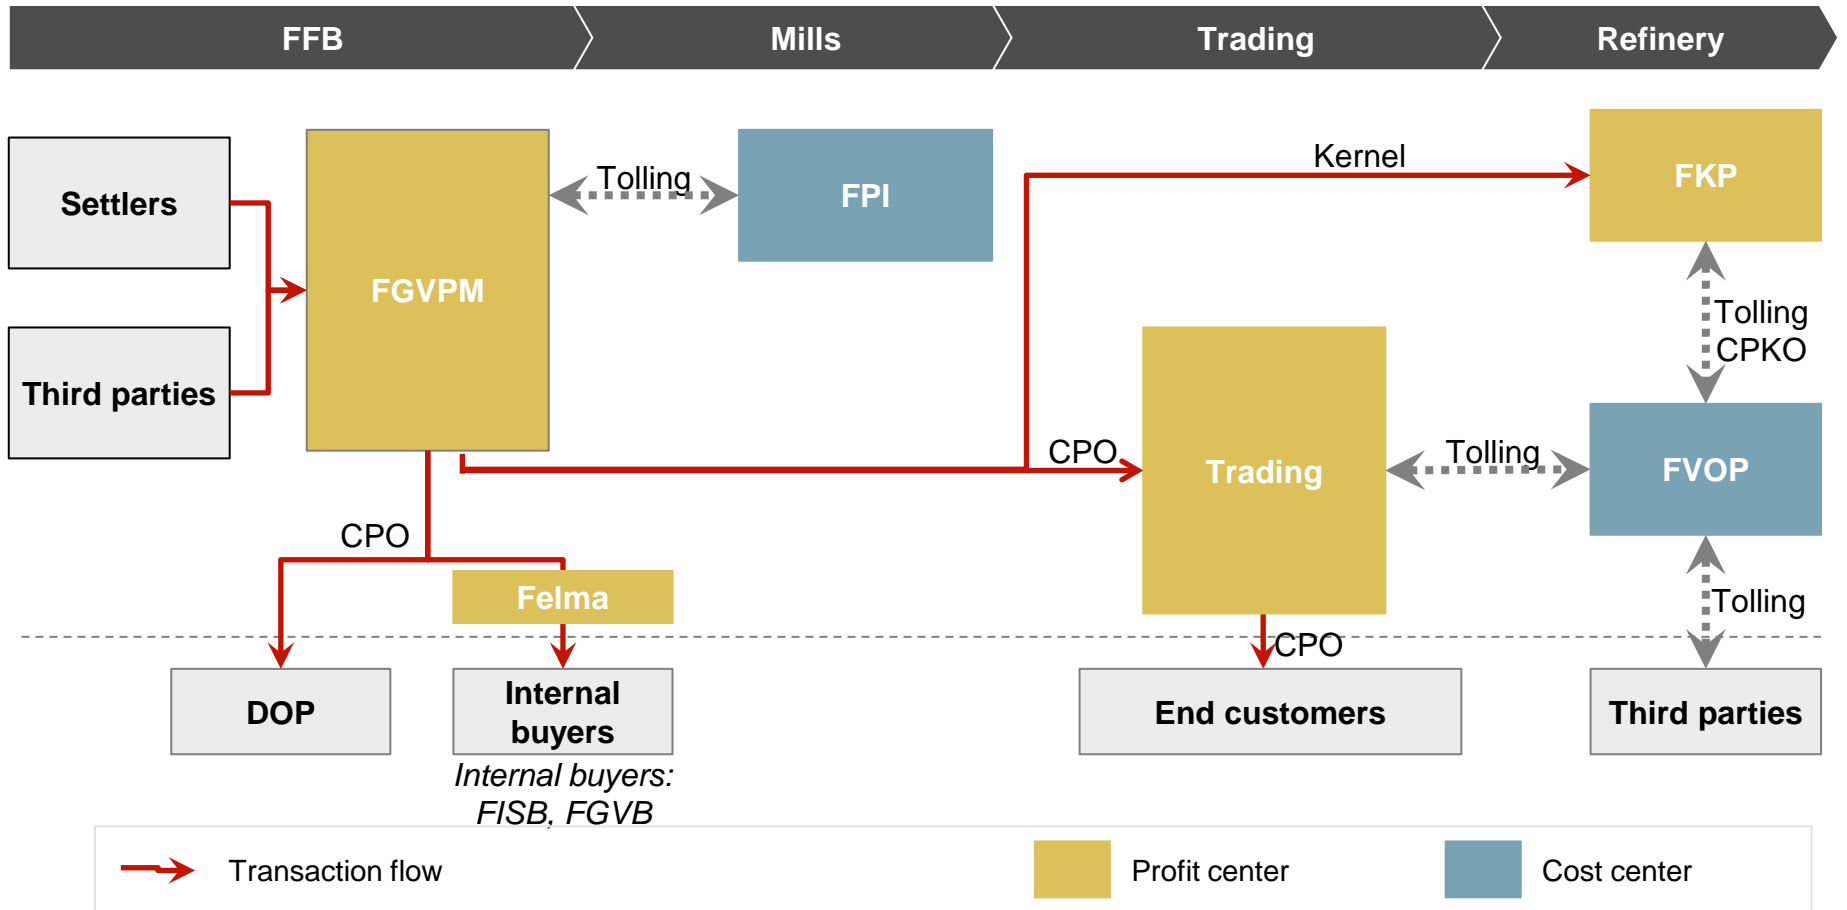 FFB
Mills
Trading
Refinery
Settlers
Third parties
FGVPM
Tolling
FPI
Kernel
FKP
Tolling
CPKO
CPO
Trading
Tolling
FVOP
CPO
Felma
Tolling
CPO
DOP
Internal
buyers
End customers
Third parties
Internal buyers:
FISB, FGVB
Transaction flow
Profit center
Cost center